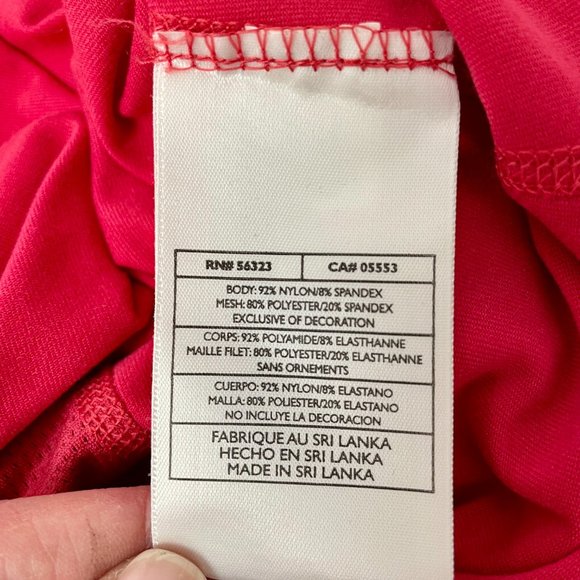 RN# 56323 CA# 05553
BODY: 92% NYLON/8% SPANDEX
MESH: 80% POLYESTER/20% SPANDEX
EXCLUSIVE OF DECORATION
CORPS: 92% POLYAMIDE/8% ELASTHANNE
MAILLE FILET: 80% POLYESTER/20% ELASTHANNE
SANS ORNEMENTS
CUERPO: 92% NYLON/8% ELASTANO
MALLA: 80% POLIESTER/20% ELASTANO
NO INCLUYE LA DECORACION
FABRIQUE AU SRI LANKA
HECHO EN SRI LANKA
MADE IN SRI LANKA